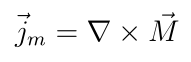 $\vec{j}_m = \nabla \times \vec{M}$